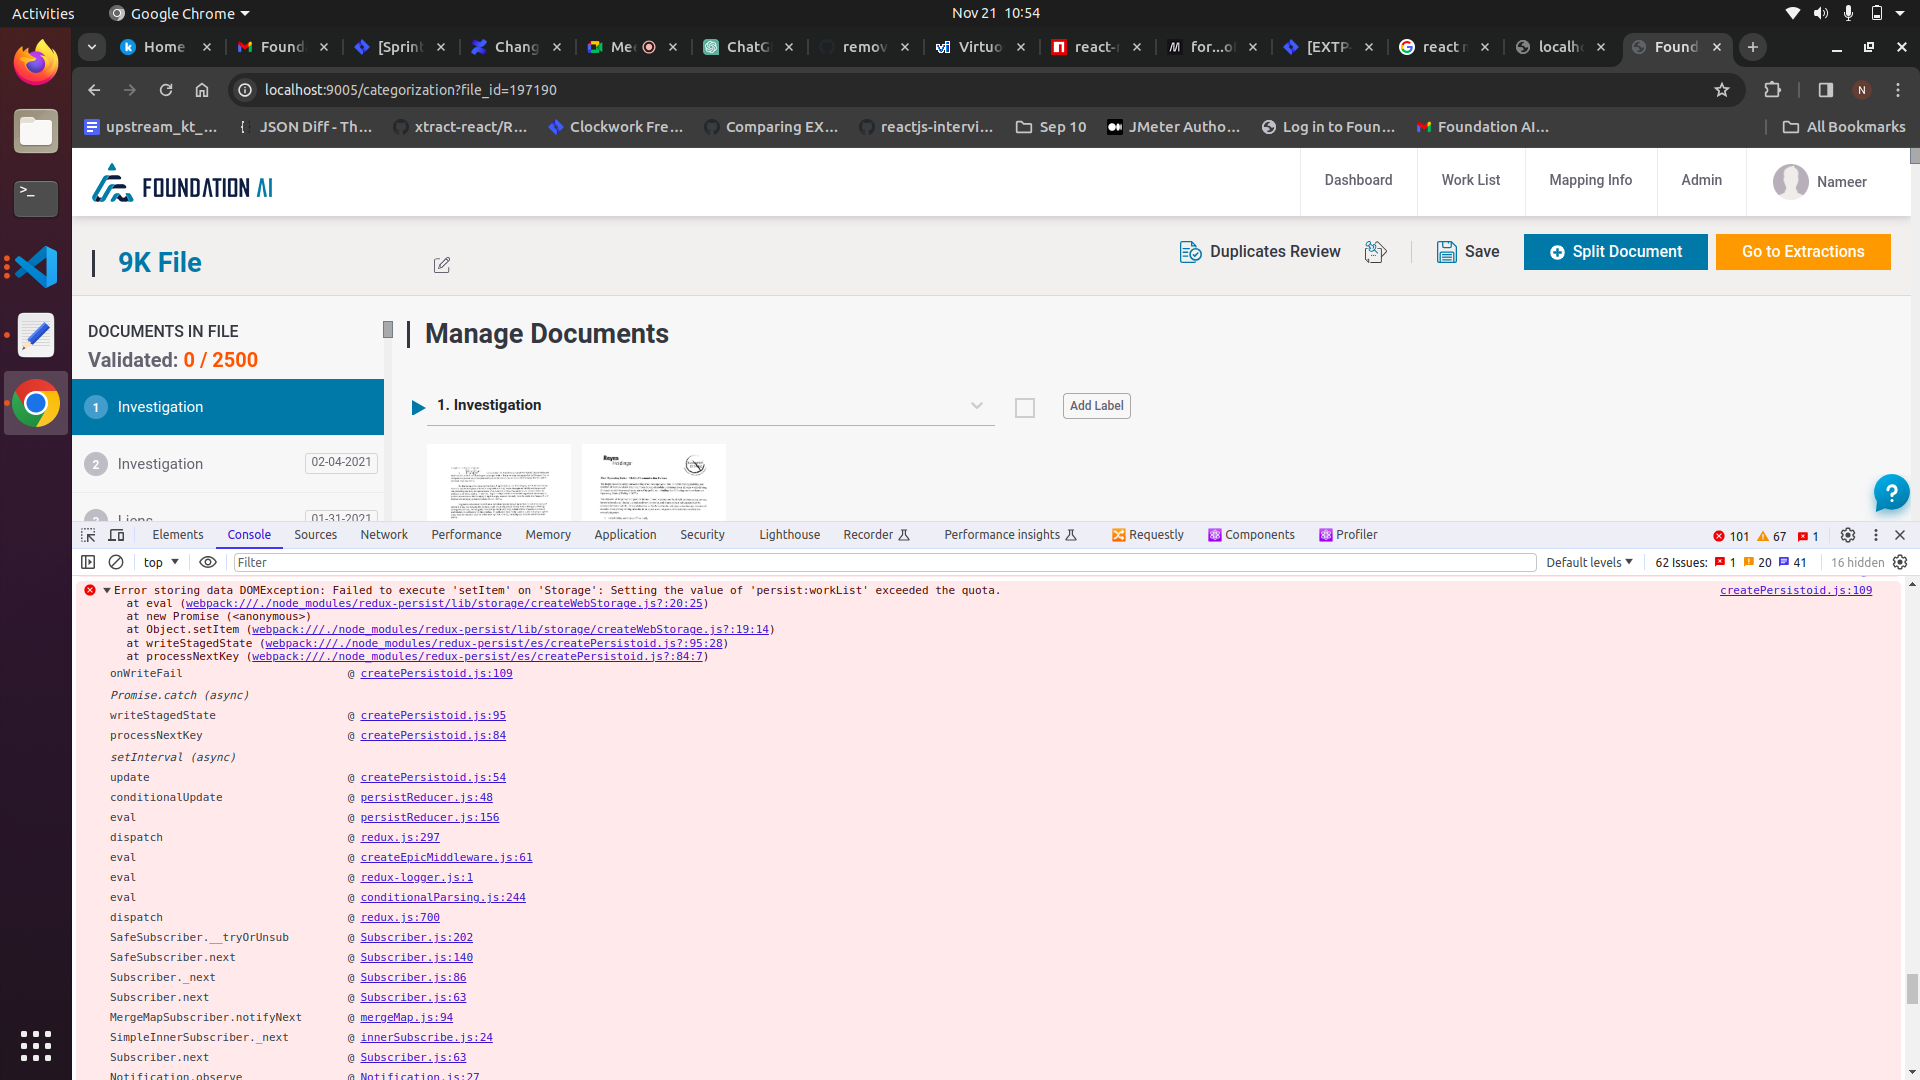 Activities
Google Chrome
Nov 21 10:54
Home
Found
[Sprint
Chang
Me
ChatG
remov
Virtuo
react-
for...ol
[EXTP-
react n
localh
Found
localhost:9005/categorization?file_id=197190
N
upstream_kt_...
JSON Diff - Th...
xtract-react/R...
Clockwork Fre...
Comparing EX...
reactjs-intervi...
Sep 10
JMeter Autho...
Log in to Foun...
Foundation AI...
All Bookmarks
FOUNDATION AI
Dashboard
Work List
Mapping Info
Admin
Nameer
9K File
Duplicates Review
Save
Split Document
Go to Extractions
DOCUMENTS IN FILE
Validated: 0 / 2500
Manage Documents
1 Investigation
1. Investigation
Add Label
2 Investigation 02-04-2021
3 Liens 01-31-2021
Reyes
Holdings
?
Elements
Console
Sources
Network
Performance
Memory
Application
Security
Lighthouse
Recorder
Performance insights
Requestly
Components
Profiler
101
67
1
top
Filter
Default levels
62 Issues: 1 20 41
16 hidden
Error storing data DOMException: Failed to execute 'setItem' on 'Storage': Setting the value of 'persist:workList' exceeded the quota.
createPersistoid.js:109
at eval (webpack:///./node_modules/redux-persist/lib/storage/createWebStorage.js?:20:25)
at new Promise (<anonymous>)
at Object.setItem (webpack:///./node_modules/redux-persist/lib/storage/createWebStorage.js?:19:14)
at writeStagedState (webpack:///./node_modules/redux-persist/es/createPersistoid.js?:95:28)
at processNextKey (webpack:///./node_modules/redux-persist/es/createPersistoid.js?:84:7)
onWriteFail @ createPersistoid.js:109
Promise.catch (async)
writeStagedState @ createPersistoid.js:95
processNextKey @ createPersistoid.js:84
setInterval (async)
update @ createPersistoid.js:54
conditionalUpdate @ persistReducer.js:48
eval @ persistReducer.js:156
dispatch @ redux.js:297
eval @ createEpicMiddleware.js:61
eval @ redux-logger.js:1
eval @ conditionalParsing.js:244
dispatch @ redux.js:700
SafeSubscriber.__tryOrUnsub @ Subscriber.js:202
SafeSubscriber.next @ Subscriber.js:140
Subscriber._next @ Subscriber.js:86
Subscriber.next @ Subscriber.js:63
MergeMapSubscriber.notifyNext @ mergeMap.js:94
SimpleInnerSubscriber._next @ innerSubscribe.js:24
Subscriber.next @ Subscriber.js:63
Notification.observe @ Notification.js:27